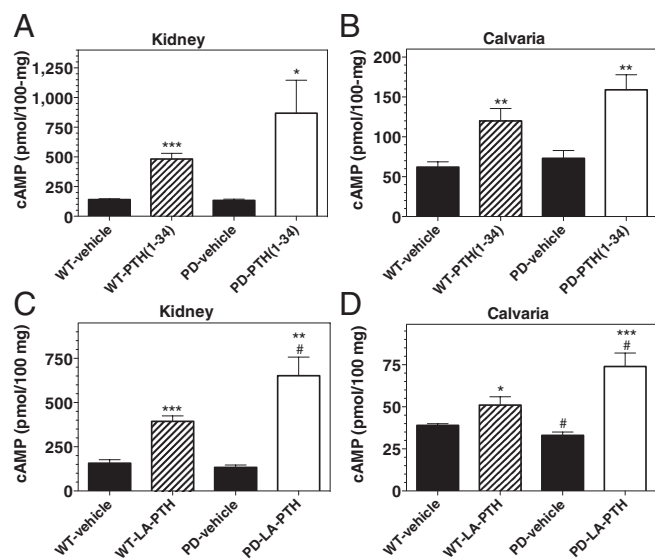 A
Kidney
cAMP (pmol/100-mg)
1,250
1,000
750
500
250
0
***
*
WT-vehicle
WT-PTH(1-34)
PD-vehicle
PD-PTH(1-34)
B
Calvaria
cAMP (pmol/100-mg)
200
150
100
50
0
**
**
WT-vehicle
WT-PTH(1-34)
PD-vehicle
PD-PTH(1-34)
C
Kidney
cAMP (pmol/100 mg)
750
500
250
0
***
**
#
WT-vehicle
WT-LA-PTH
PD-vehicle
PD-LA-PTH
D
Calvaria
cAMP (pmol/100 mg)
75
50
25
0
*
#
***
#
WT-vehicle
WT-LA-PTH
PD-vehicle
PD-LA-PTH